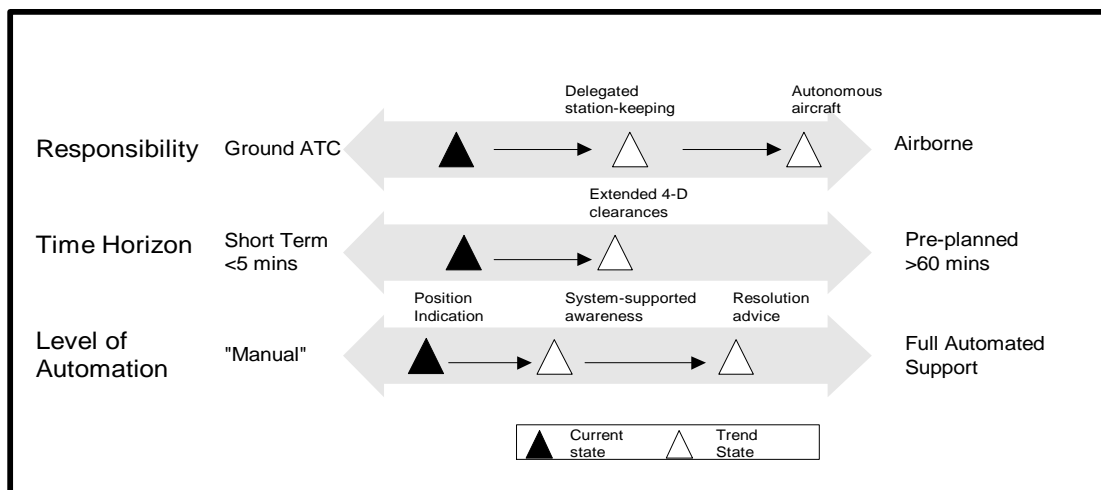 Delegated
station-keeping
Autonomous
aircraft
Responsibility
Ground ATC
Airborne
Extended 4-D
clearances
Time Horizon
Short Term
<5 mins
Pre-planned
>60 mins
Position
Indication
System-supported
awareness
Resolution
advice
Level of
Automation
"Manual"
Full Automated
Support
Current
state
Trend
State